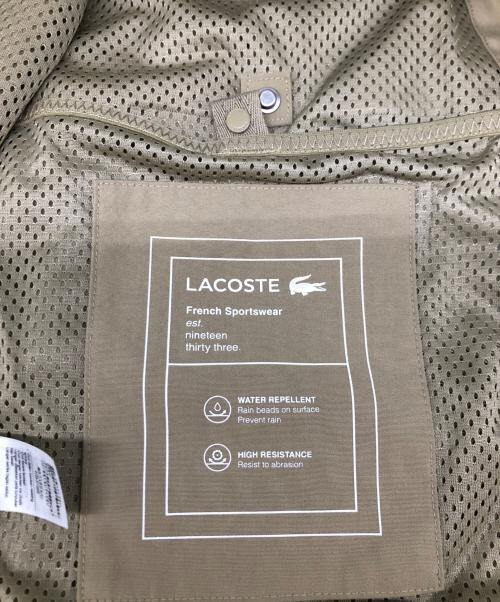 LACOSTE
French Sportswear
est.
nineteen
thirty three.
WATER REPELLENT
Rain beads on surface
Prevent rain
HIGH RESISTANCE
Resist to abrasion